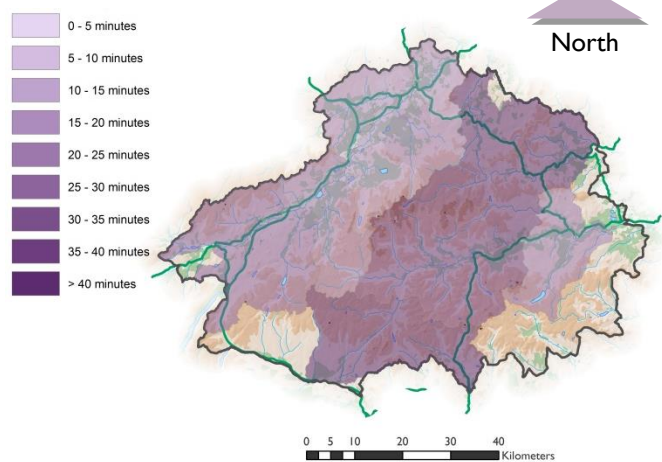 0 - 5 minutes
5 - 10 minutes
10 - 15 minutes
15 - 20 minutes
20 - 25 minutes
25 - 30 minutes
30 - 35 minutes
35 - 40 minutes
> 40 minutes
North
0 5 10 20 30 40
Kilometers